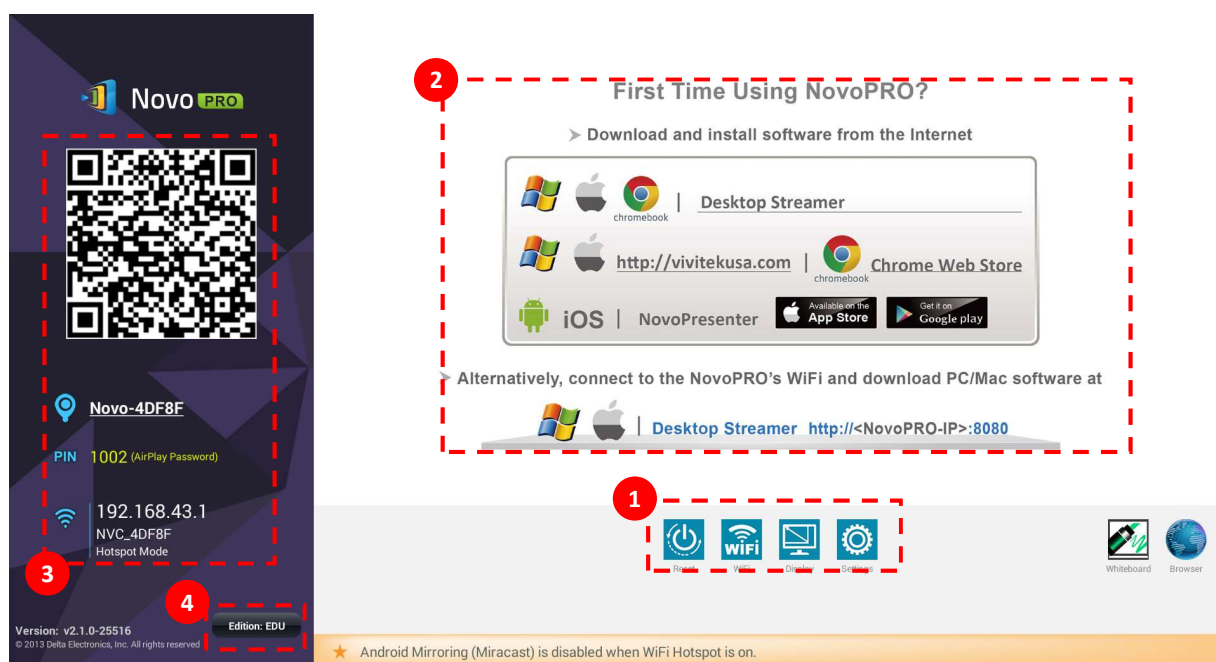 Novo PRO
Novo-4DF8F
PIN 1002 (AirPlay Password)
192.168.43.1
NVC_4DF8F
Hotspot Mode
3
4
Edition: EDU
Version: v2.1.0-25516
© 2013 Delta Electronics, Inc. All rights reserved
2
First Time Using NovoPRO?
Download and install software from the Internet
chromebook | Desktop Streamer
http://vivitekusa.com | chromebook Chrome Web Store
iOS | NovoPresenter Available on the App Store Get it on Google play
Alternatively, connect to the NovoPRO's WiFi and download PC/Mac software at
| Desktop Streamer http://<NovoPRO-IP>:8080
1
WiFi
Reset WiFi Display Settings
Whiteboard Browser
Android Mirroring (Miracast) is disabled when WiFi Hotspot is on.